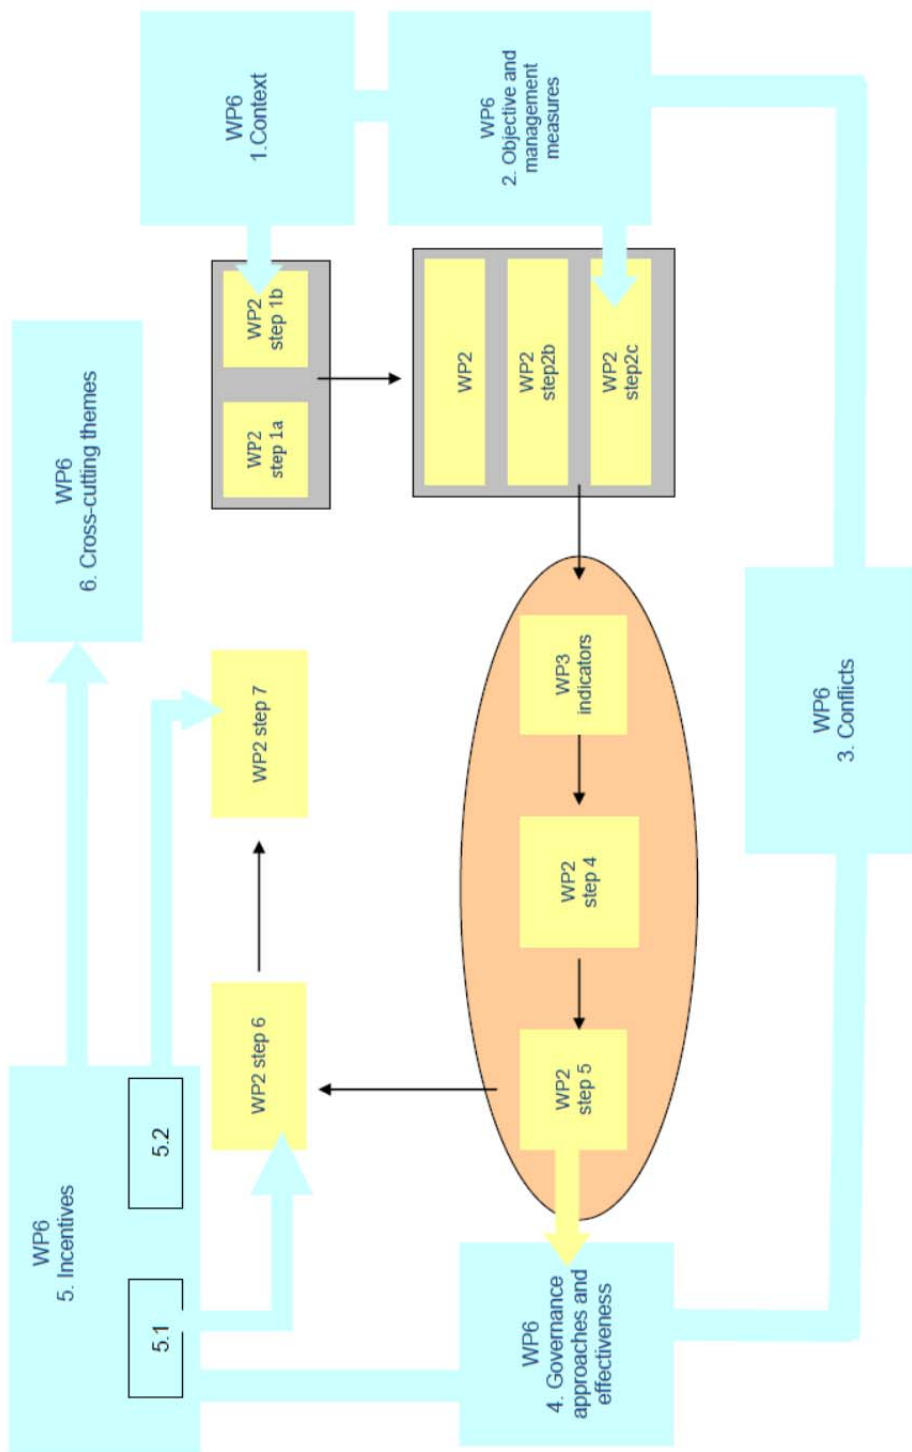 WP6
1.Context
WP6
2. Objective and
management
measures
WP2
step 1a
WP2
step 1b
WP2
WP2
step2b
WP2
step2c
WP6
3. Conflicts
WP3
indicators
WP2
step 4
WP2
step 5
WP6
4. Governance
approaches and
effectiveness
WP6
5. Incentives
5.1
5.2
WP2 step 6
WP2 step 7
WP6
6. Cross-cutting themes